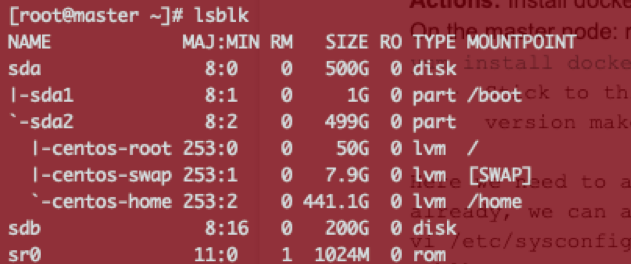 [root@master ~]# lsblk
NAME MAJ:MIN RM SIZE RO TYPE MOUNTPOINT
sda 8:0 0 500G 0 disk
|-sda1 8:1 0 1G 0 part /boot
`-sda2 8:2 0 499G 0 part
|-centos-root 253:0 0 50G 0 lvm /
|-centos-swap 253:1 0 7.9G 0 lvm [SWAP]
`-centos-home 253:2 0 441.1G 0 lvm /home
sdb 8:16 0 200G 0 disk
sr0 11:0 1 1024M 0 rom
Actions: Install docke
On the master node: r
install docke
to th
version mak
here we need to a
already, we can a
vi /etc/sysconfig